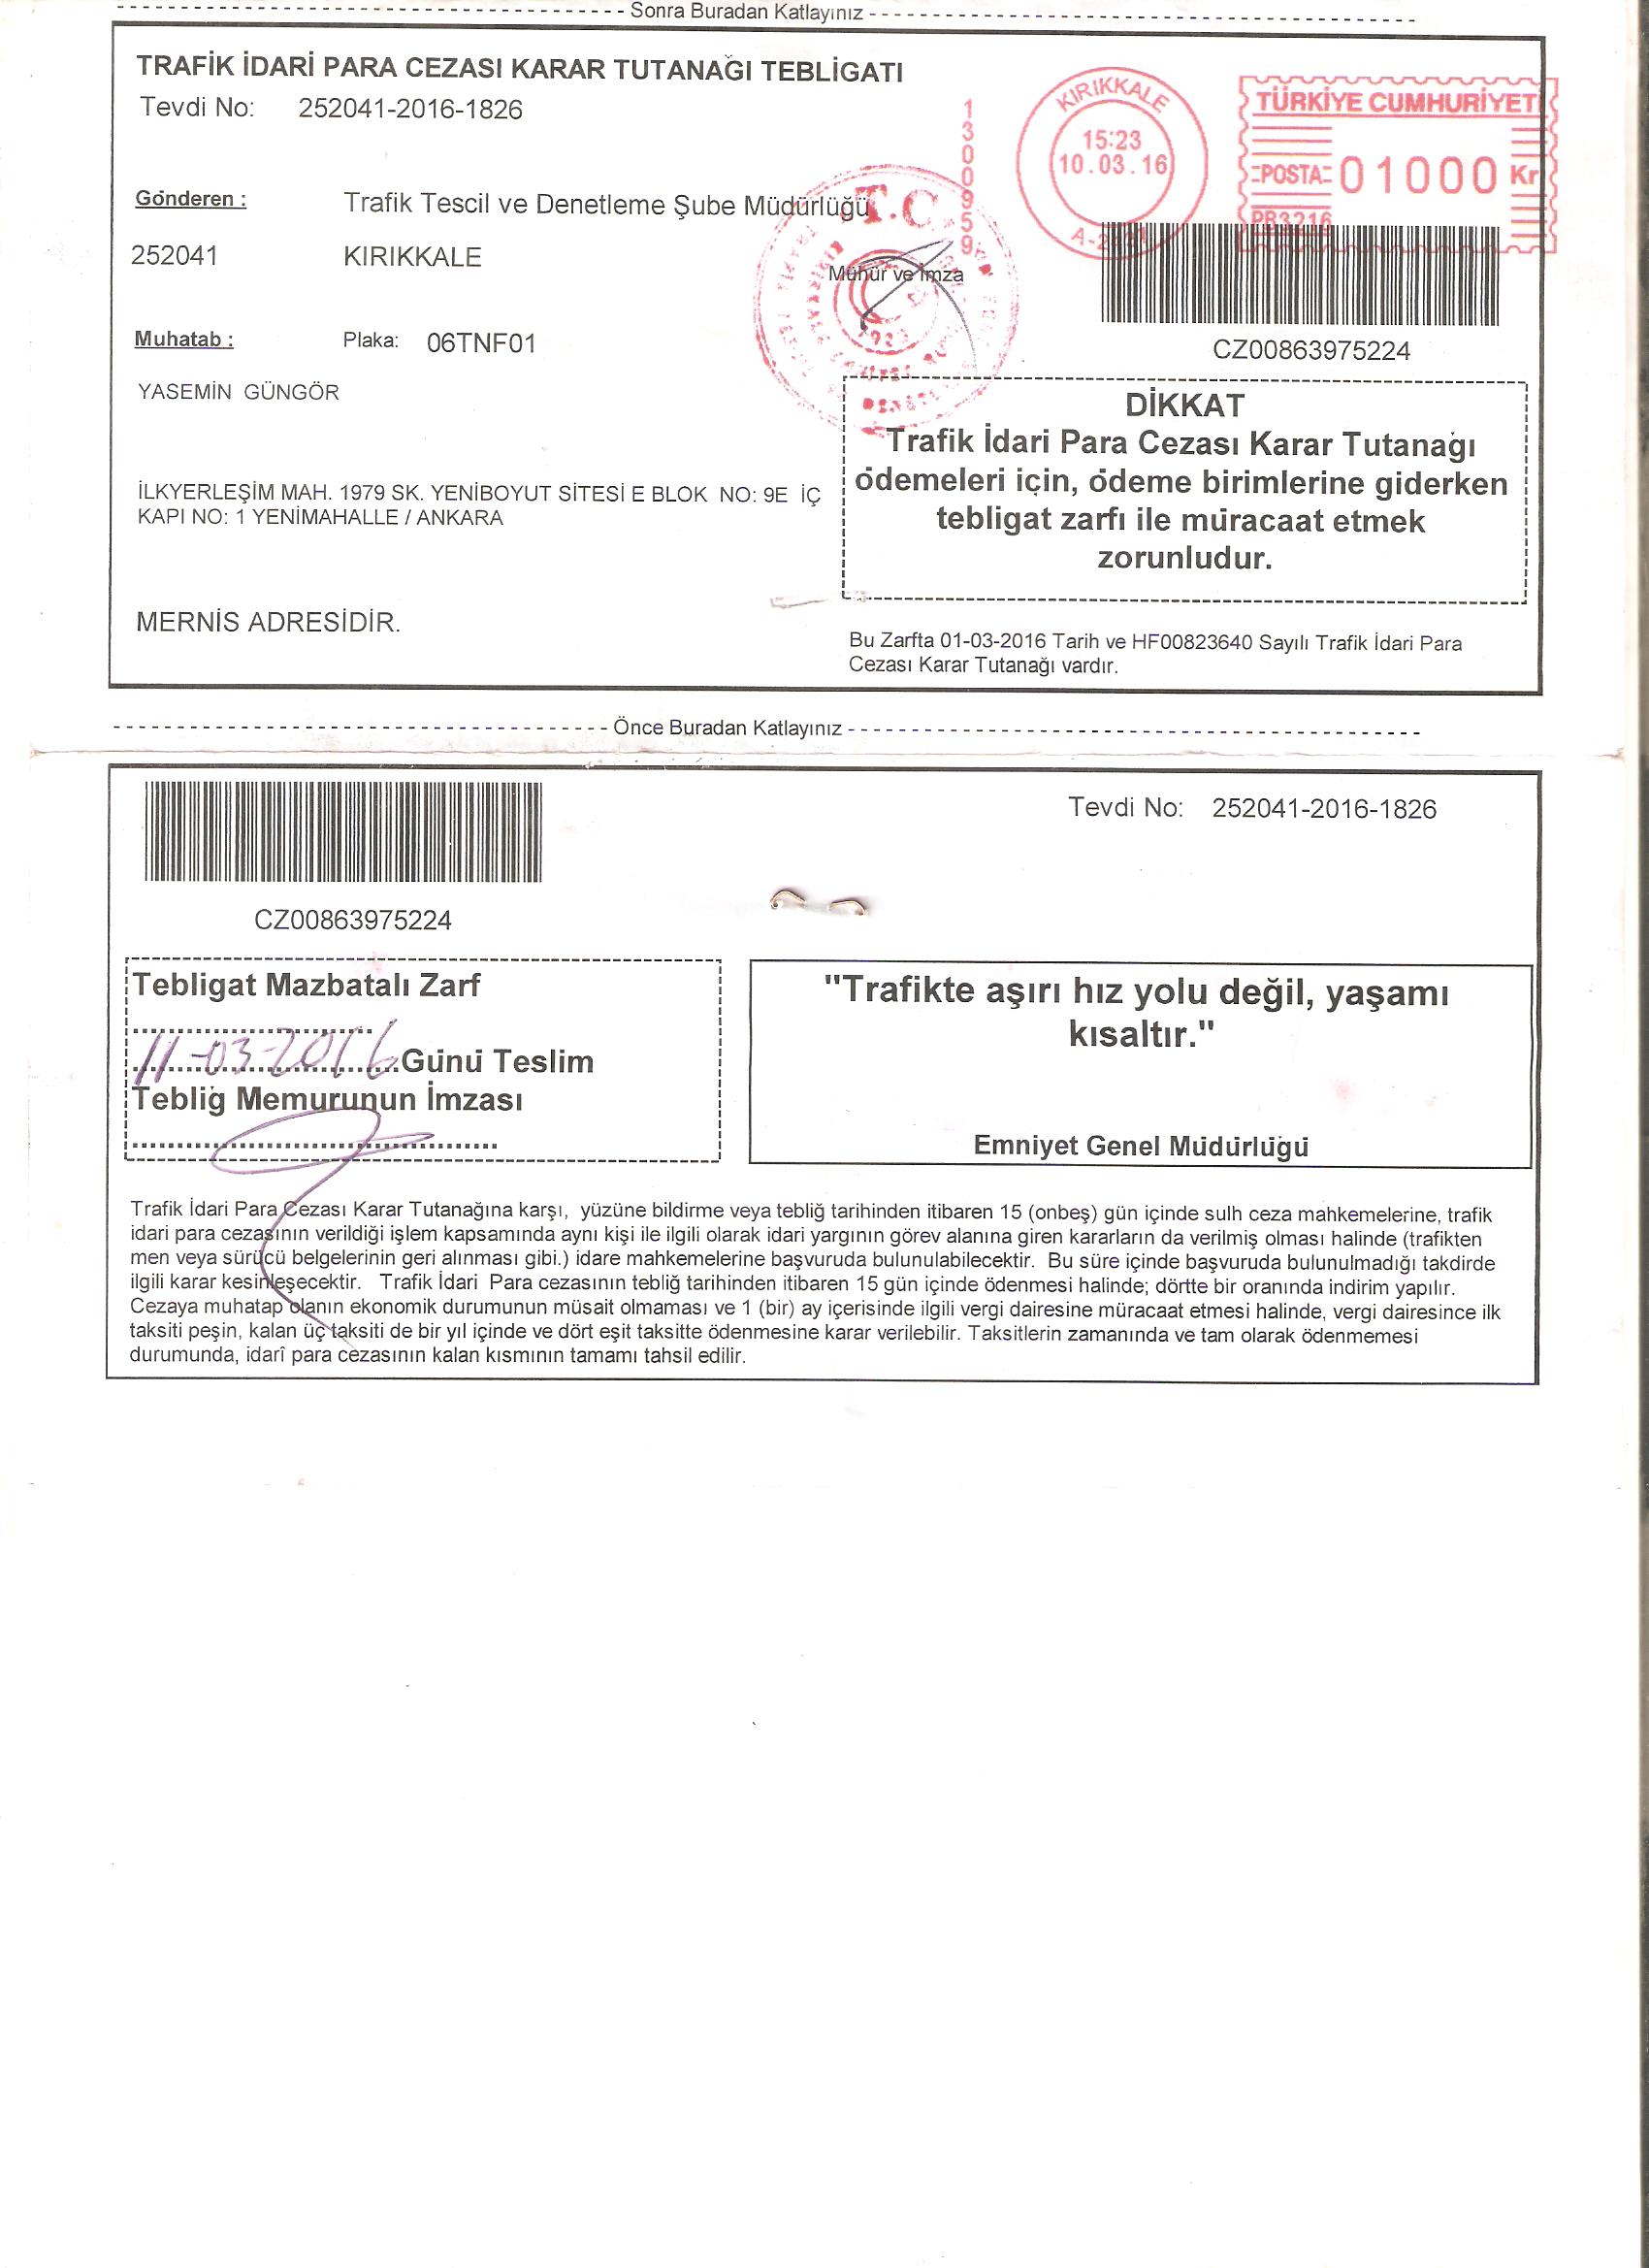 Sonra Buradan Katlayınız
TRAFİK İDARİ PARA CEZASI KARAR TUTANAĞI TEBLİGATI
Tevdi No: 252041-2016-1826
Gönderen : Trafik Tescil ve Denetleme Şube Müdürlüğü
252041 KIRIKKALE
Mühür ve İmza
T.C.
1923
13009599
KIRIKKALE
15:23
10.03.16
TÜRKİYE CUMHURİYETİ
POSTA 01000 Kr
PB3216
CZ00863975224
Muhatab : Plaka: 06TNF01
YASEMİN GÜNGÖR
İLKYERLEŞİM MAH. 1979 SK. YENİBOYUT SİTESİ E BLOK NO: 9E İÇ
KAPI NO: 1 YENİMAHALLE / ANKARA
MERNİS ADRESİDİR.
DİKKAT
Trafik İdari Para Cezası Karar Tutanağı
ödemeleri için, ödeme birimlerine giderken
tebligat zarfı ile müracaat etmek
zorunludur.
Bu Zarfta 01-03-2016 Tarih ve HF00823640 Sayılı Trafik İdari Para
Cezası Karar Tutanağı vardır.
Önce Buradan Katlayınız
CZ00863975224
Tevdi No: 252041-2016-1826
Tebligat Mazbatalı Zarf
11-03-2016 Günü Teslim
Tebliğ Memurunun İmzası
"Trafikte aşırı hız yolu değil, yaşamı
kısaltır."
Emniyet Genel Müdürlüğü
Trafik İdari Para Cezası Karar Tutanağına karşı, yüzüne bildirme veya tebliğ tarihinden itibaren 15 (onbeş) gün içinde sulh ceza mahkemelerine, trafik
idari para cezasının verildiği işlem kapsamında aynı kişi ile ilgili olarak idari yargının görev alanına giren kararların da verilmiş olması halinde (trafikten
men veya sürücü belgelerinin geri alınması gibi.) idare mahkemelerine başvuruda bulunulabilecektir. Bu süre içinde başvuruda bulunulmadığı takdirde
ilgili karar kesinleşecektir. Trafik İdari Para cezasının tebliğ tarihinden itibaren 15 gün içinde ödenmesi halinde; dörtte bir oranında indirim yapılır.
Cezaya muhatap olanın ekonomik durumunun müsait olmaması ve 1 (bir) ay içerisinde ilgili vergi dairesine müracaat etmesi halinde, vergi dairesince ilk
taksiti peşin, kalan üç taksiti de bir yıl içinde ve dört eşit taksitte ödenmesine karar verilebilir. Taksitlerin zamanında ve tam olarak ödenmemesi
durumunda, idarî para cezasının kalan kısmının tamamı tahsil edilir.